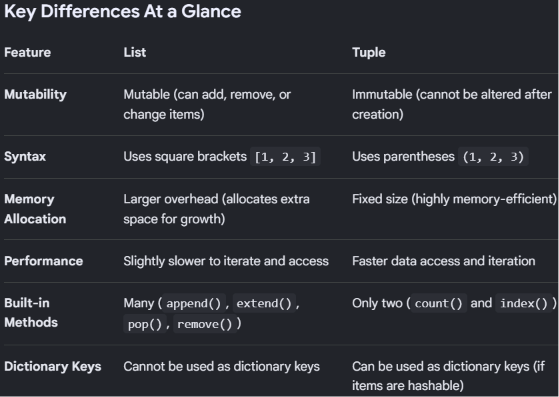 Key Differences At a Glance
Feature List Tuple
Mutability Mutable (can add, remove, or Immutable (cannot be altered after
change items) creation)
Syntax Uses square brackets [1, 2, 3] Uses parentheses (1, 2, 3)
Memory Larger overhead (allocates extra Fixed size (highly memory-efficient)
Allocation space for growth)
Performance Slightly slower to iterate and access Faster data access and iteration
Built-in Many ( append() , extend() , Only two ( count() and index() )
Methods pop() , remove() )
Dictionary Keys Cannot be used as dictionary keys Can be used as dictionary keys (if
items are hashable)